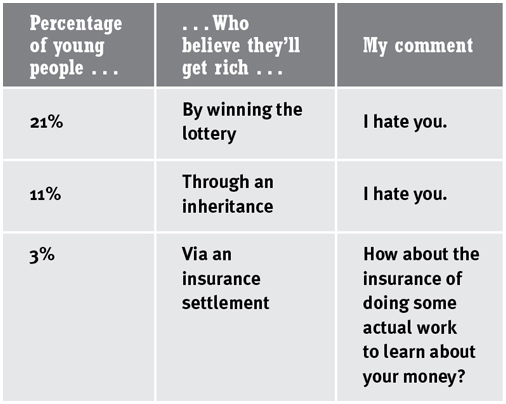 Percentage
of young
people . . .
. . . Who
believe they'll
get rich . . .
My comment
21%
By winning the
lottery
I hate you.
11%
Through an
inheritance
I hate you.
3%
Via an
insurance
settlement
How about the
insurance of
doing some
actual work
to learn about
your money?